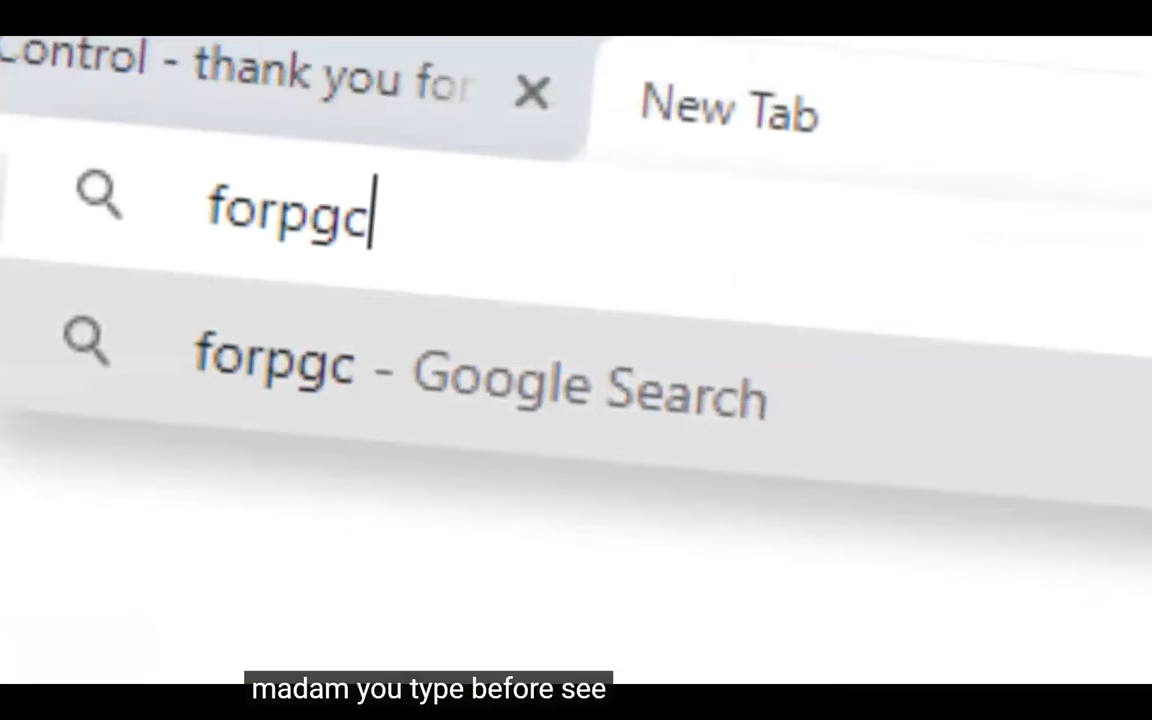 Control - thank you for
New Tab
forpgc
forpgc - Google Search
madam you type before see